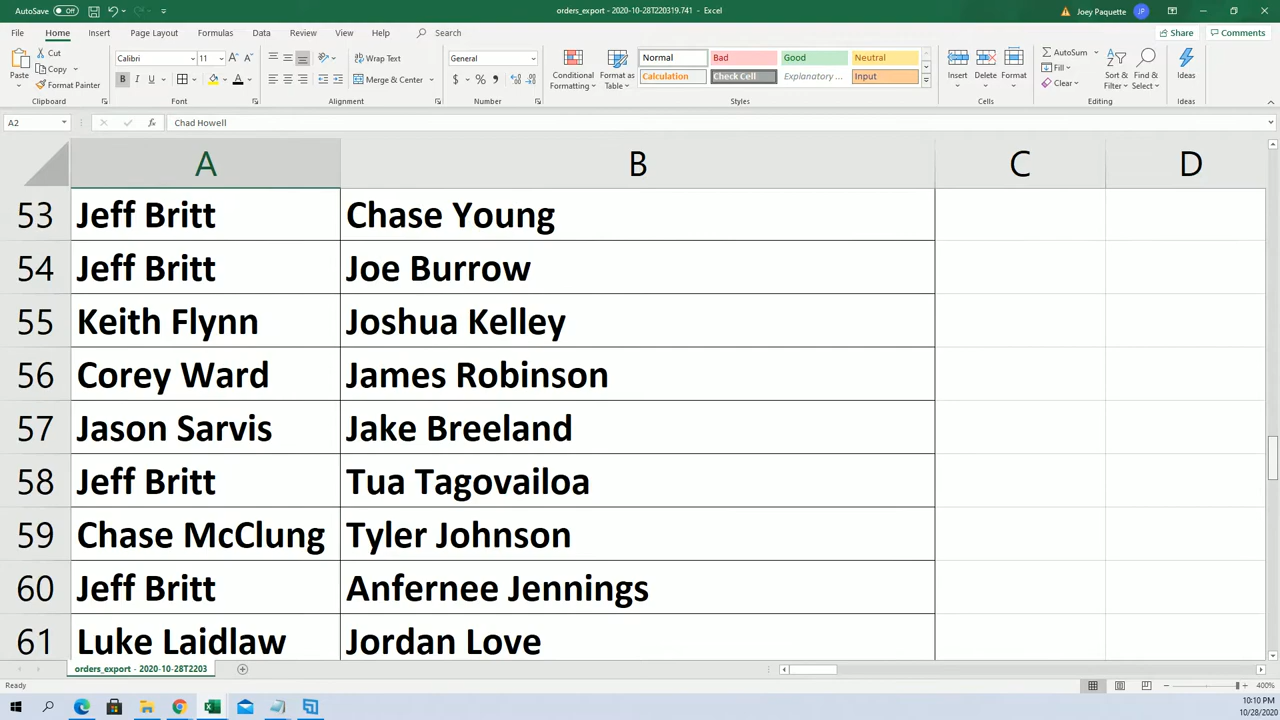 AutoSave Off
orders_export - 2020-10-28T220319.741 - Excel
Joey Paquette JP
File Home Insert Page Layout Formulas Data Review View Help Search
Share Comments
Paste
Cut
Copy
Format Painter
Clipboard
Calibri 11
B I U
Font
Wrap Text
Merge & Center
Alignment
General
$ % ,
Number
Conditional Formatting
Format as Table
Normal Bad Good Neutral
Calculation Check Cell Explanatory ... Input
Styles
Insert Delete Format
Cells
AutoSum
Fill
Clear
Sort & Filter
Find & Select
Editing
Ideas
Ideas
A2 fx Chad Howell
A B C D
53 Jeff Britt Chase Young
54 Jeff Britt Joe Burrow
55 Keith Flynn Joshua Kelley
56 Corey Ward James Robinson
57 Jason Sarvis Jake Breeland
58 Jeff Britt Tua Tagovailoa
59 Chase McClung Tyler Johnson
60 Jeff Britt Anfernee Jennings
61 Luke Laidlaw Jordan Love
orders_export - 2020-10-28T2203
Ready
400%
10:10 PM
10/28/2020